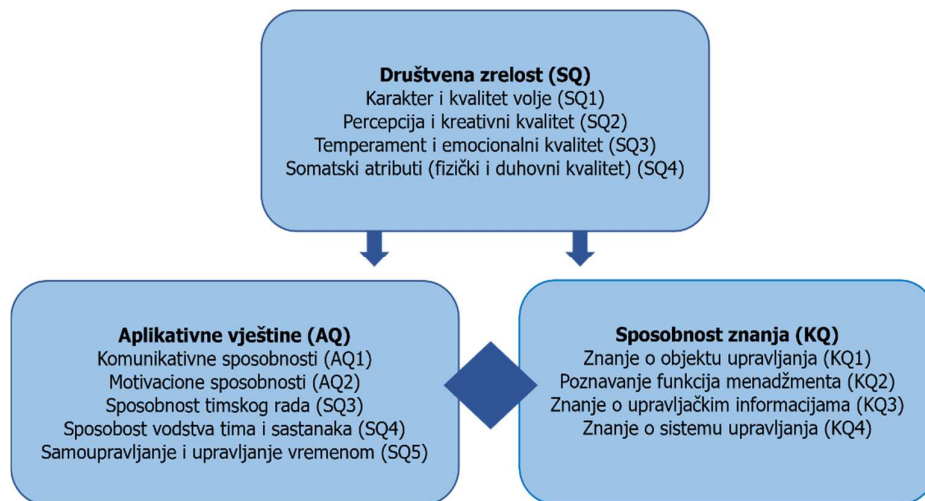 Društvena zrelost (SQ)
Karakter i kvalitet volje (SQ1)
Percepcija i kreativni kvalitet (SQ2)
Temperament i emocionalni kvalitet (SQ3)
Somatski atributi (fizički i duhovni kvalitet) (SQ4)
Aplikativne vještine (AQ)
Komunikativne sposobnosti (AQ1)
Motivacione sposobnosti (AQ2)
Sposobnost timskog rada (SQ3)
Sposobost vodstva tima i sastanaka (SQ4)
Samoupravljanje i upravljanje vremenom (SQ5)
Sposobnost znanja (KQ)
Znanje o objektu upravljanja (KQ1)
Poznavanje funkcija menadžmenta (KQ2)
Znanje o upravljačkim informacijama (KQ3)
Znanje o sistemu upravljanja (KQ4)